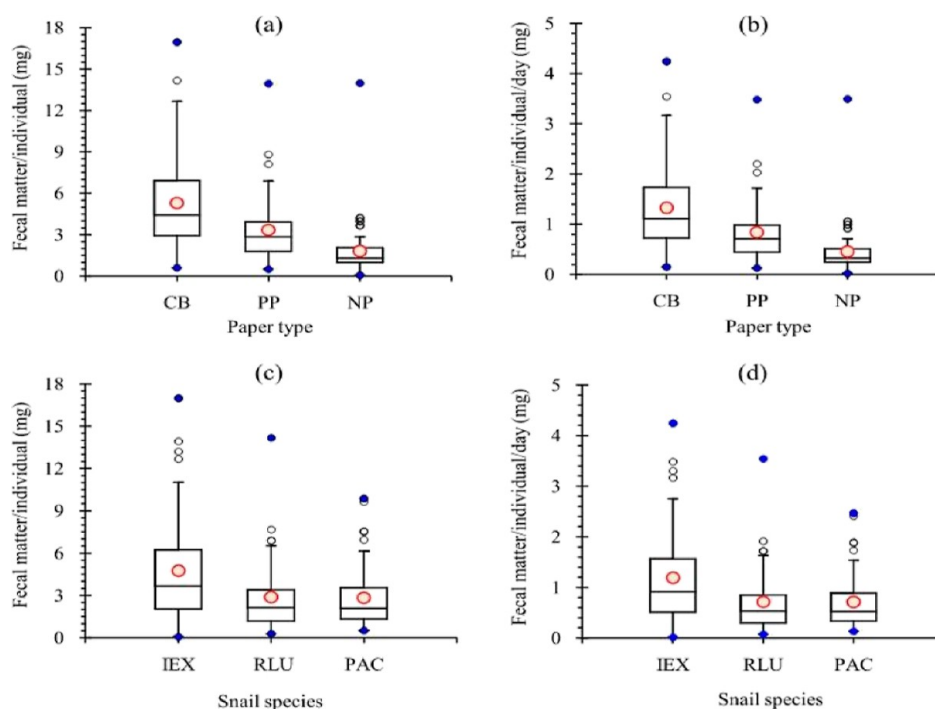 (a)
Fecal matter/individual (mg)
18
15
12
9
6
3
0
CB PP NP
Paper type
(b)
Fecal matter/individual/day (mg)
5
4
3
2
1
0
CB PP NP
Paper type
(c)
Fecal matter/individual (mg)
18
15
12
9
6
3
0
IEX RLU PAC
Snail species
(d)
Fecal matter/individual/day (mg)
5
4
3
2
1
0
IEX RLU PAC
Snail species